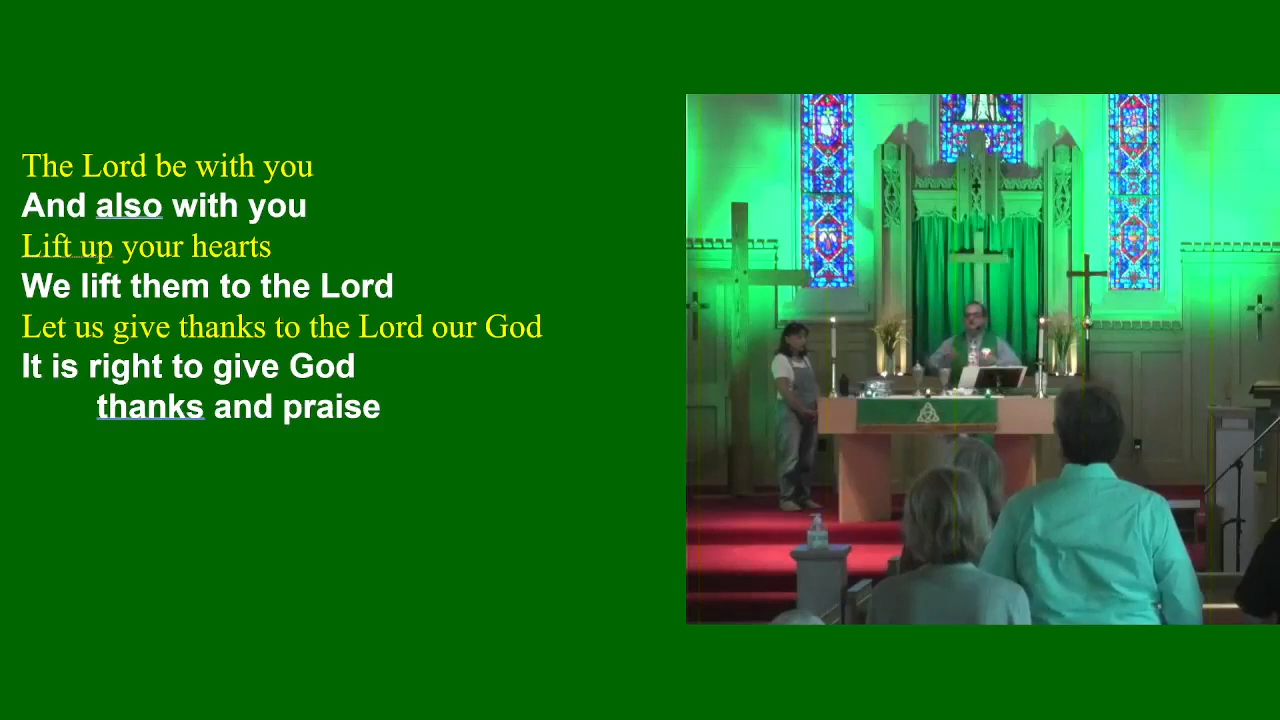 The Lord be with you
And also with you
Lift up your hearts
We lift them to the Lord
Let us give thanks to the Lord our God
It is right to give God
thanks and praise